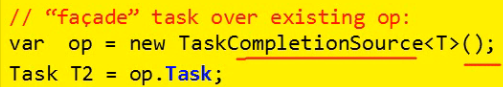 // “façade” task over existing op:
var  op = new TaskCompletionSource<T>();
Task T2 = op.Task;